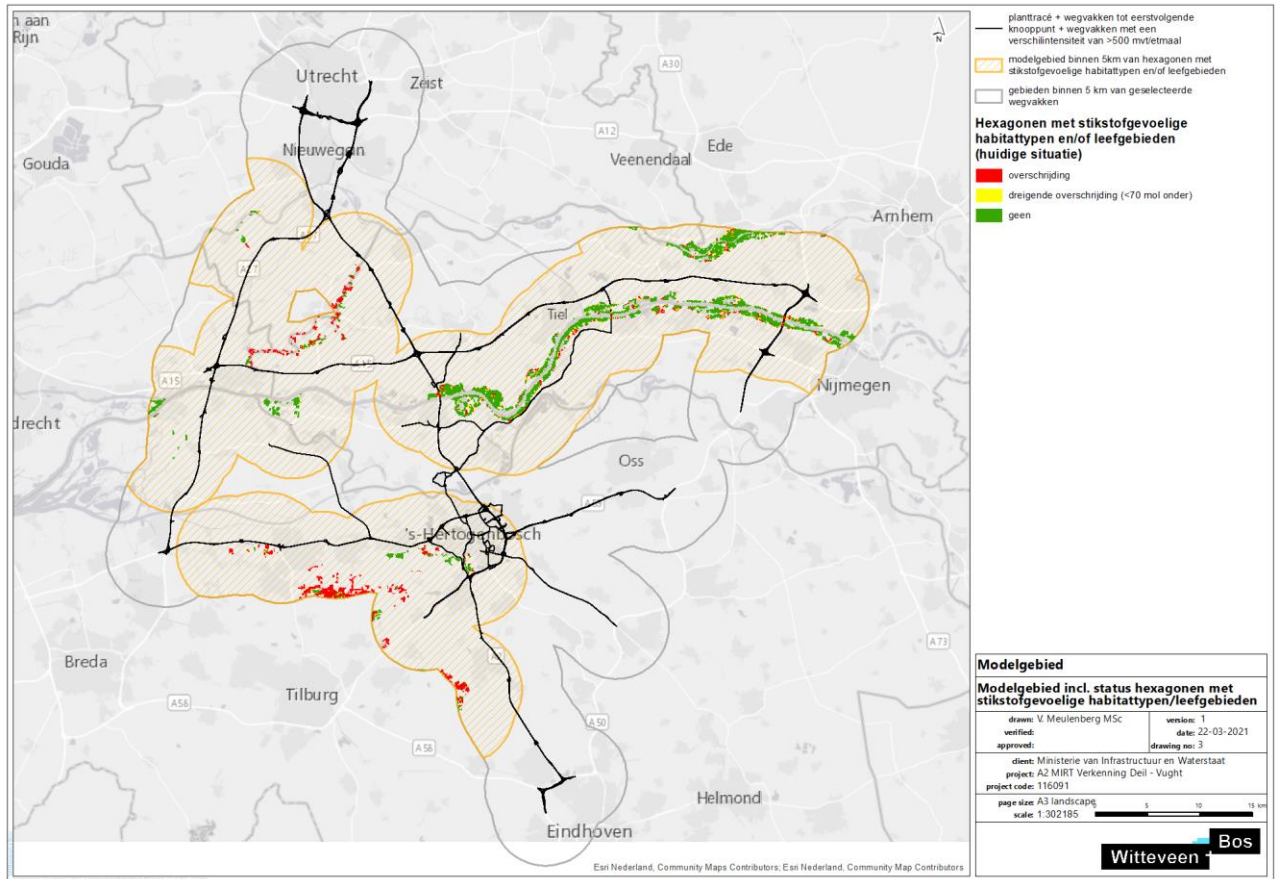 n aan
Rijn
Utrecht
Zeist
A30
A12
Ede
Gouda
Nieuwegein
Veenendaal
Arnhem
A27
Tiel
A15
A15
Nijmegen
drecht
Oss
's-Hertogenbosch
A73
Breda
Tilburg
A58
A50
A58
Helmond
Eindhoven
Esri Nederland, Community Maps Contributors; Esri Nederland, Community Map Contributors
N
planttracé + wegvakken tot eerstvolgende
knooppunt + wegvakken met een
verschilintensiteit van >500 mvt/etmaal
modelgebied binnen 5km van hexagonen met
stikstofgevoelige habitattypen en/of leefgebieden
gebieden binnen 5 km van geselecteerde
wegvakken
Hexagonen met stikstofgevoelige
habitattypen en/of leefgebieden
(huidige situatie)
overschrijding
dreigende overschrijding (<70 mol onder)
geen
Modelgebied
Modelgebied incl. status hexagonen met
stikstofgevoelige habitattypen/leefgebieden
drawn: V. Meulenberg MSc version: 1
verified: date: 22-03-2021
approved: drawing no: 3
client: Ministerie van Infrastructuur en Waterstaat
project: A2 MIRT Verkenning Deil - Vught
project code: 116091
page size: A3 landscape
0 5 10 15 km
scale: 1:302185
Witteveen + Bos